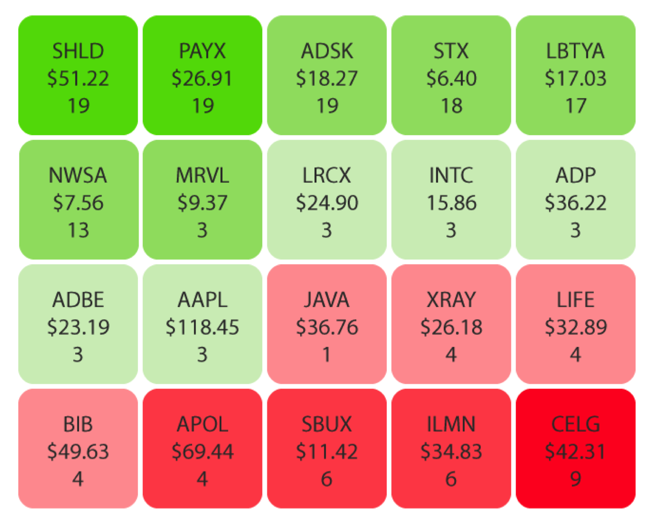 SHLD
$51.22
19
PAYX
$26.91
19
ADSK
$18.27
19
STX
$6.40
18
LBTYA
$17.03
17
NWSA
$7.56
13
MRVL
$9.37
3
LRCX
$24.90
3
INTC
15.86
3
ADP
$36.22
3
ADBE
$23.19
3
AAPL
$118.45
3
JAVA
$36.76
1
XRAY
$26.18
4
LIFE
$32.89
4
BIB
$49.63
4
APOL
$69.44
4
SBUX
$11.42
6
ILMN
$34.83
6
CELG
$42.31
9